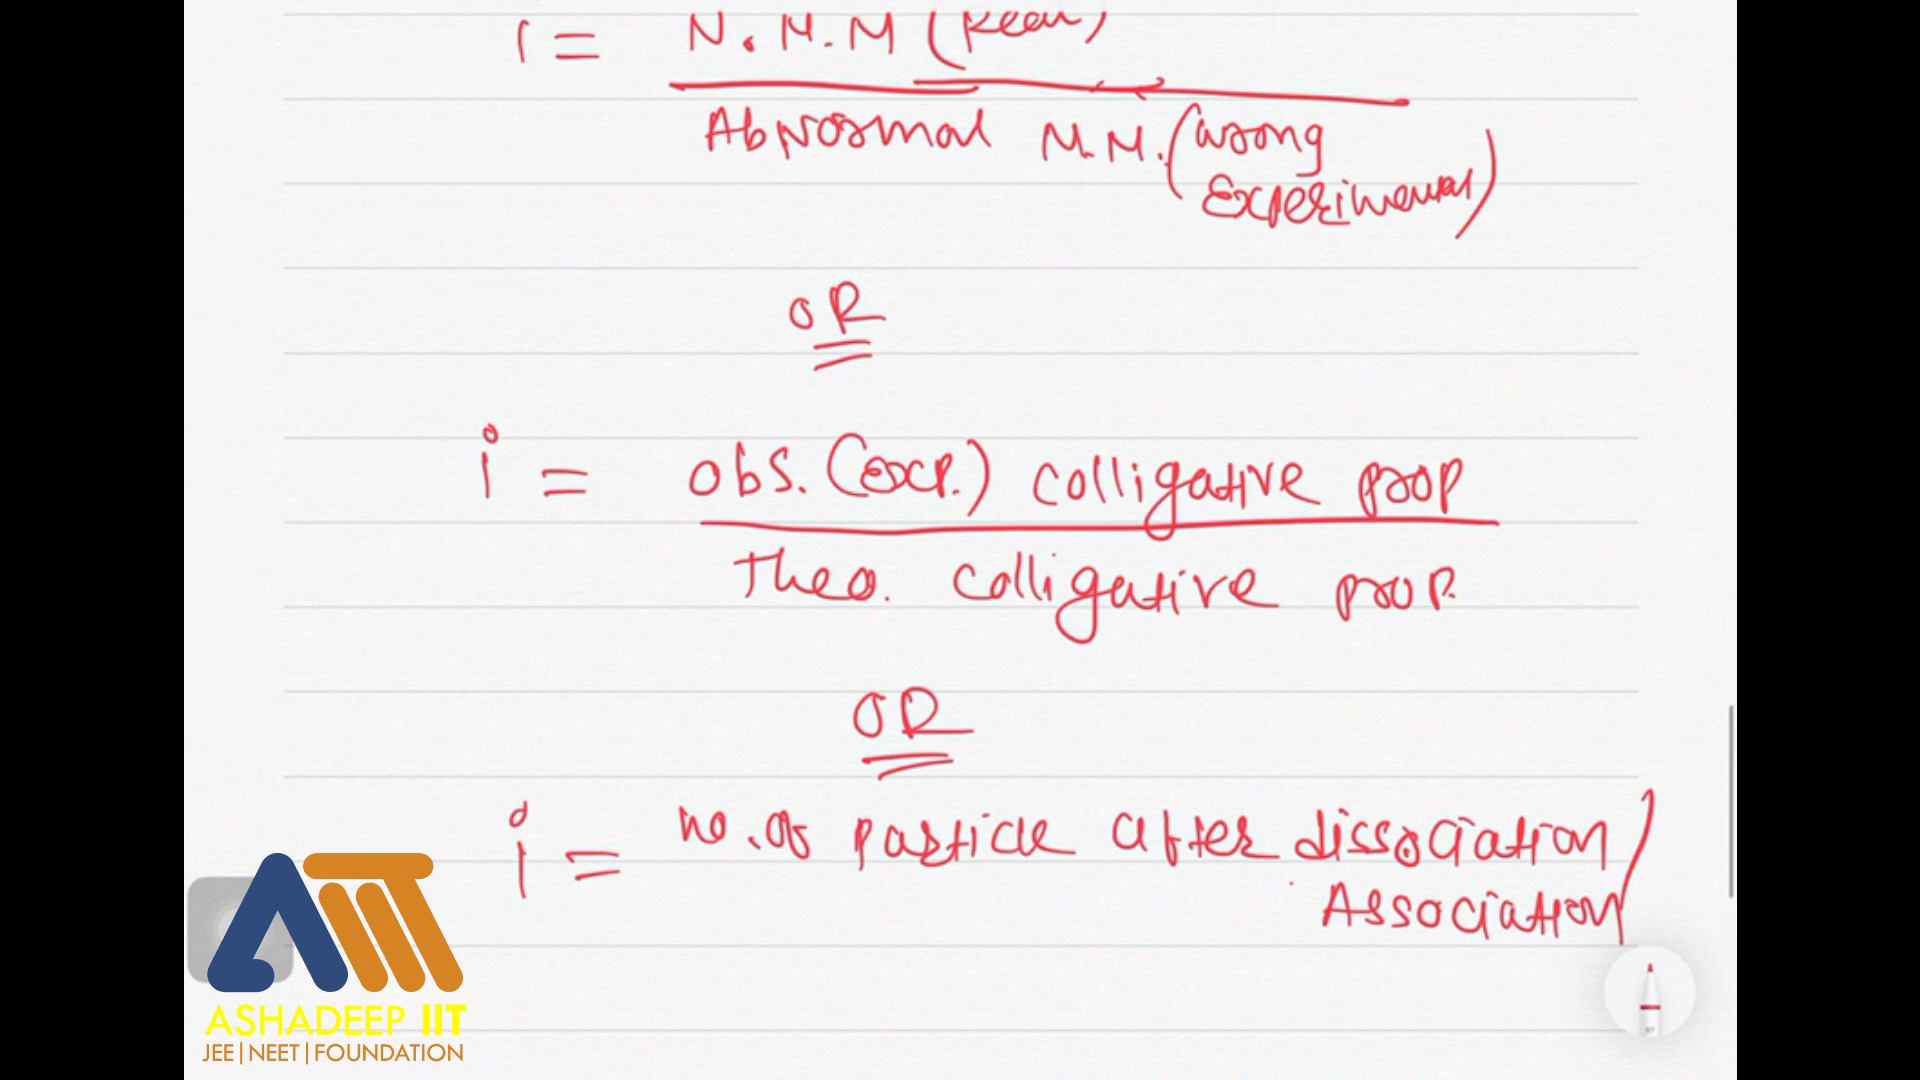 i = N.M.M (Real)
Abnormal M.M. (wrong
Experimental)
OR
i = obs. (exp.) colligative prop
Theo. colligative prop.
OR
i = no. of particle after dissociation /
Association
ASHADEEP IIT
JEE|NEET|FOUNDATION